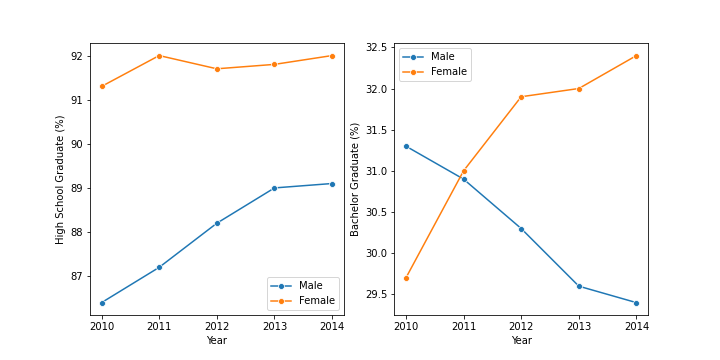 High School Graduate (%)
92
91
90
89
88
87
Male
Female
2010 2011 2012 2013 2014
Year
Bachelor Graduate (%)
32.5
32.0
31.5
31.0
30.5
30.0
29.5
Male
Female
2010 2011 2012 2013 2014
Year